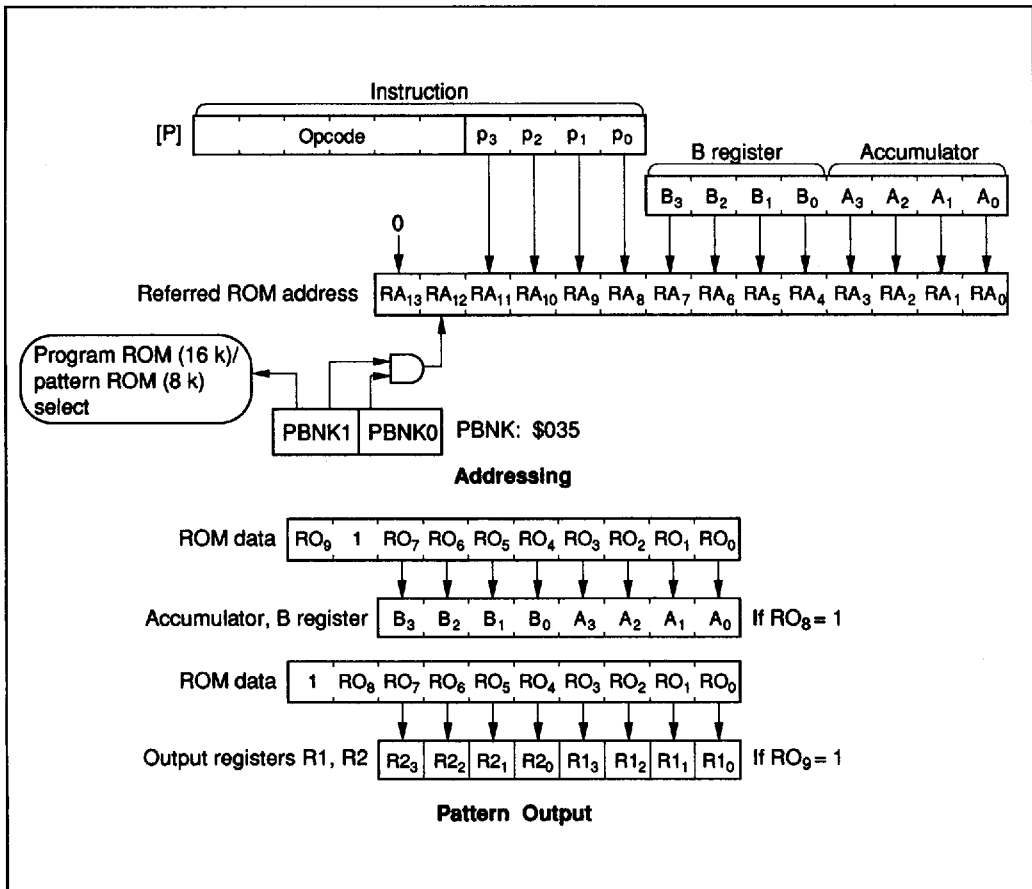 Instruction
[P] Opcode p₃ p₂ p₁ p₀
B register Accumulator
B₃ B₂ B₁ B₀ A₃ A₂ A₁ A₀
0
Referred ROM address RA₁₃ RA₁₂ RA₁₁ RA₁₀ RA₉ RA₈ RA₇ RA₆ RA₅ RA₄ RA₃ RA₂ RA₁ RA₀
Program ROM (16 k)/
pattern ROM (8 k)
select
PBNK1 PBNK0 PBNK: $035
Addressing
ROM data RO₉ 1 RO₇ RO₆ RO₅ RO₄ RO₃ RO₂ RO₁ RO₀
Accumulator, B register B₃ B₂ B₁ B₀ A₃ A₂ A₁ A₀ If RO₈ = 1
ROM data 1 RO₈ RO₇ RO₆ RO₅ RO₄ RO₃ RO₂ RO₁ RO₀
Output registers R1, R2 R2₃ R2₂ R2₁ R2₀ R1₃ R1₂ R1₁ R1₀ If RO₉ = 1
Pattern Output